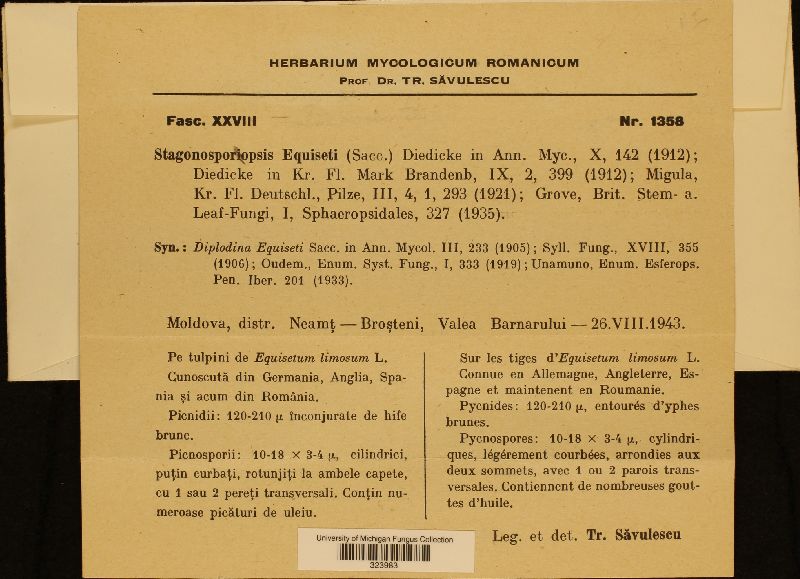 HERBARIUM MYCOLOGICUM ROMANICUM
PROF. DR. TR. SĂVULESCU
Fasc. XXVIII
Nr. 1358
Stagonosporiopsis Equiseti (Sacc.) Diedicke in Ann. Myc., X, 142 (1912);
Diedicke in Kr. Fl. Mark Brandenb, IX, 2, 399 (1912); Migula,
Kr. Fl. Deutschl., Pilze, III, 4, 1, 293 (1921); Grove, Brit. Stem- a.
Leaf-Fungi, I, Sphaeropsidales, 327 (1935).
Syn.: Diplodina Equiseti Sacc. in Ann. Mycol. III, 233 (1905); Syll. Fung., XVIII, 355
(1906); Oudem., Enum. Syst. Fung., I, 333 (1919); Unamuno, Enum. Esferops.
Pen. Iber. 201 (1933).
Moldova, distr. Neamț — Broșteni, Valea Barnarului — 26.VIII.1943.
Pe tulpini de Equisetum limosum L.
Cunoscută din Germania, Anglia, Spa-
nia și acum din România.
Picnidii: 120-210 μ înconjurate de hife
brune.
Picnosporii: 10-18 × 3-4 μ, cilindrici,
puțin curbați, rotunjiți la ambele capete,
cu 1 sau 2 pereți transversali. Conțin nu-
meroase picături de uleiu.
Sur les tiges d'Equisetum limosum L.
Connue en Allemagne, Angleterre, Es-
pagne et maintenent en Roumanie.
Pycnides: 120-210 μ, entourés d'yphes
brunes.
Pycnospores: 10-18 × 3-4 μ, cylindri-
ques, légérement courbées, arrondies aux
deux sommets, avec 1 ou 2 parois trans-
versales. Contiennent de nombreuses gout-
tes d'huile.
Leg. et det. Tr. Săvulescu
University of Michigan Fungus Collection
323963